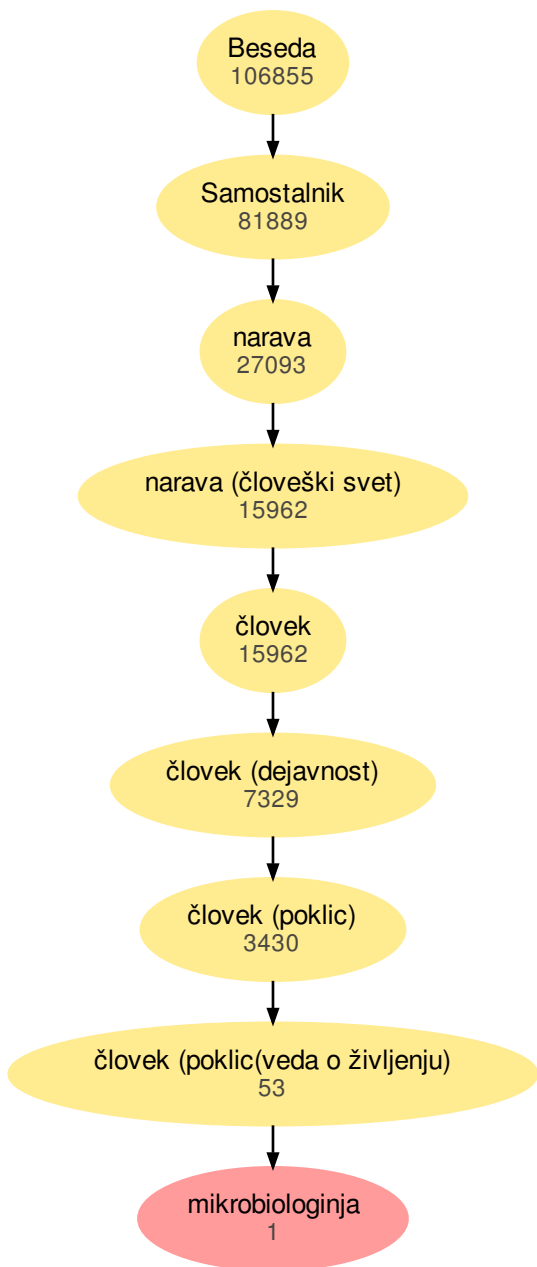 Beseda
106855
Samostalnik
81889
narava
27093
narava (človeški svet)
15962
človek
15962
človek (dejavnost)
7329
človek (poklic)
3430
človek (poklic(veda o življenju)
53
mikrobiologinja
1